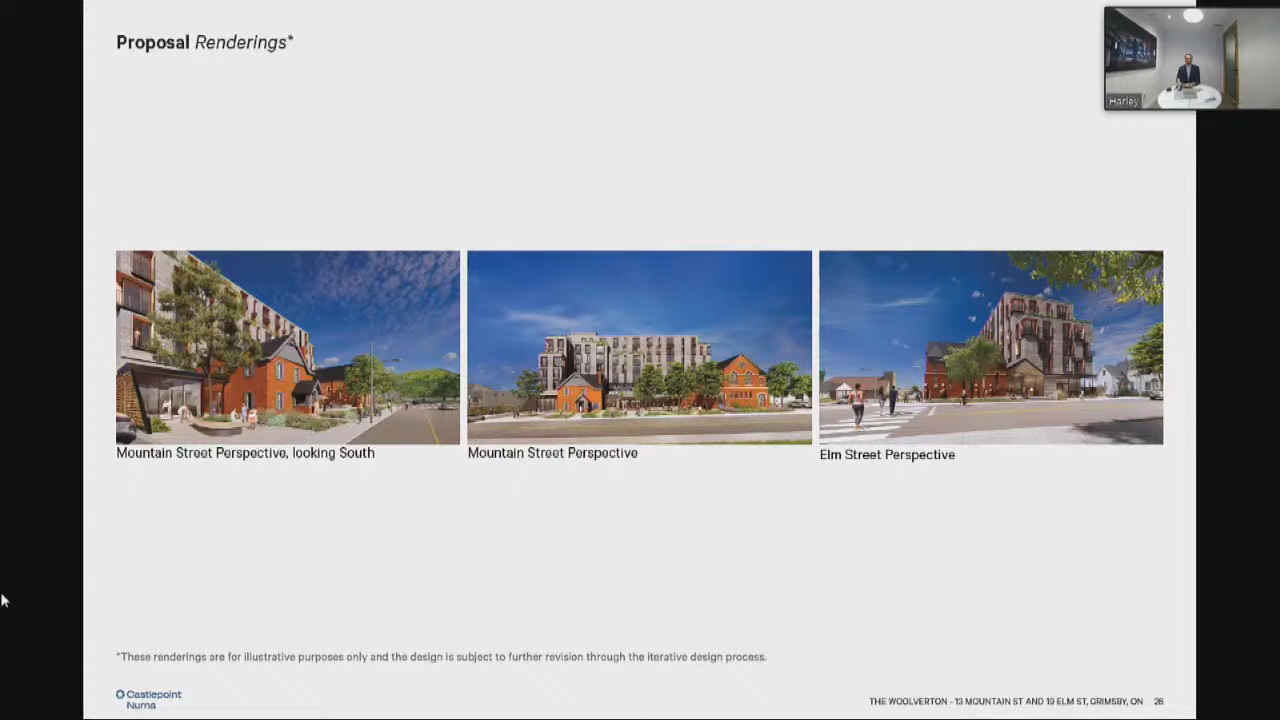 Proposal Renderings*
Harley
Mountain Street Perspective, looking South
Mountain Street Perspective
Elm Street Perspective
*These renderings are for illustrative purposes only and the design is subject to further revision through the iterative design process.
Castlepoint
Numa
THE WOOLVERTON - 13 MOUNTAIN ST AND 19 ELM ST, GRIMSBY, ON 26